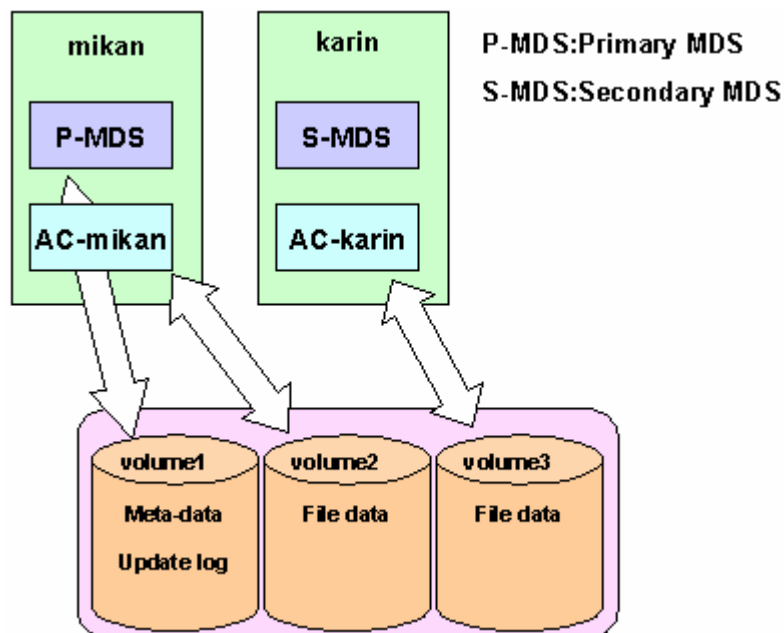 mikan
P-MDS
AC-mikan
karin
S-MDS
AC-karin
P-MDS:Primary MDS
S-MDS:Secondary MDS
volume1
Meta-data
Update log
volume2
File data
volume3
File data